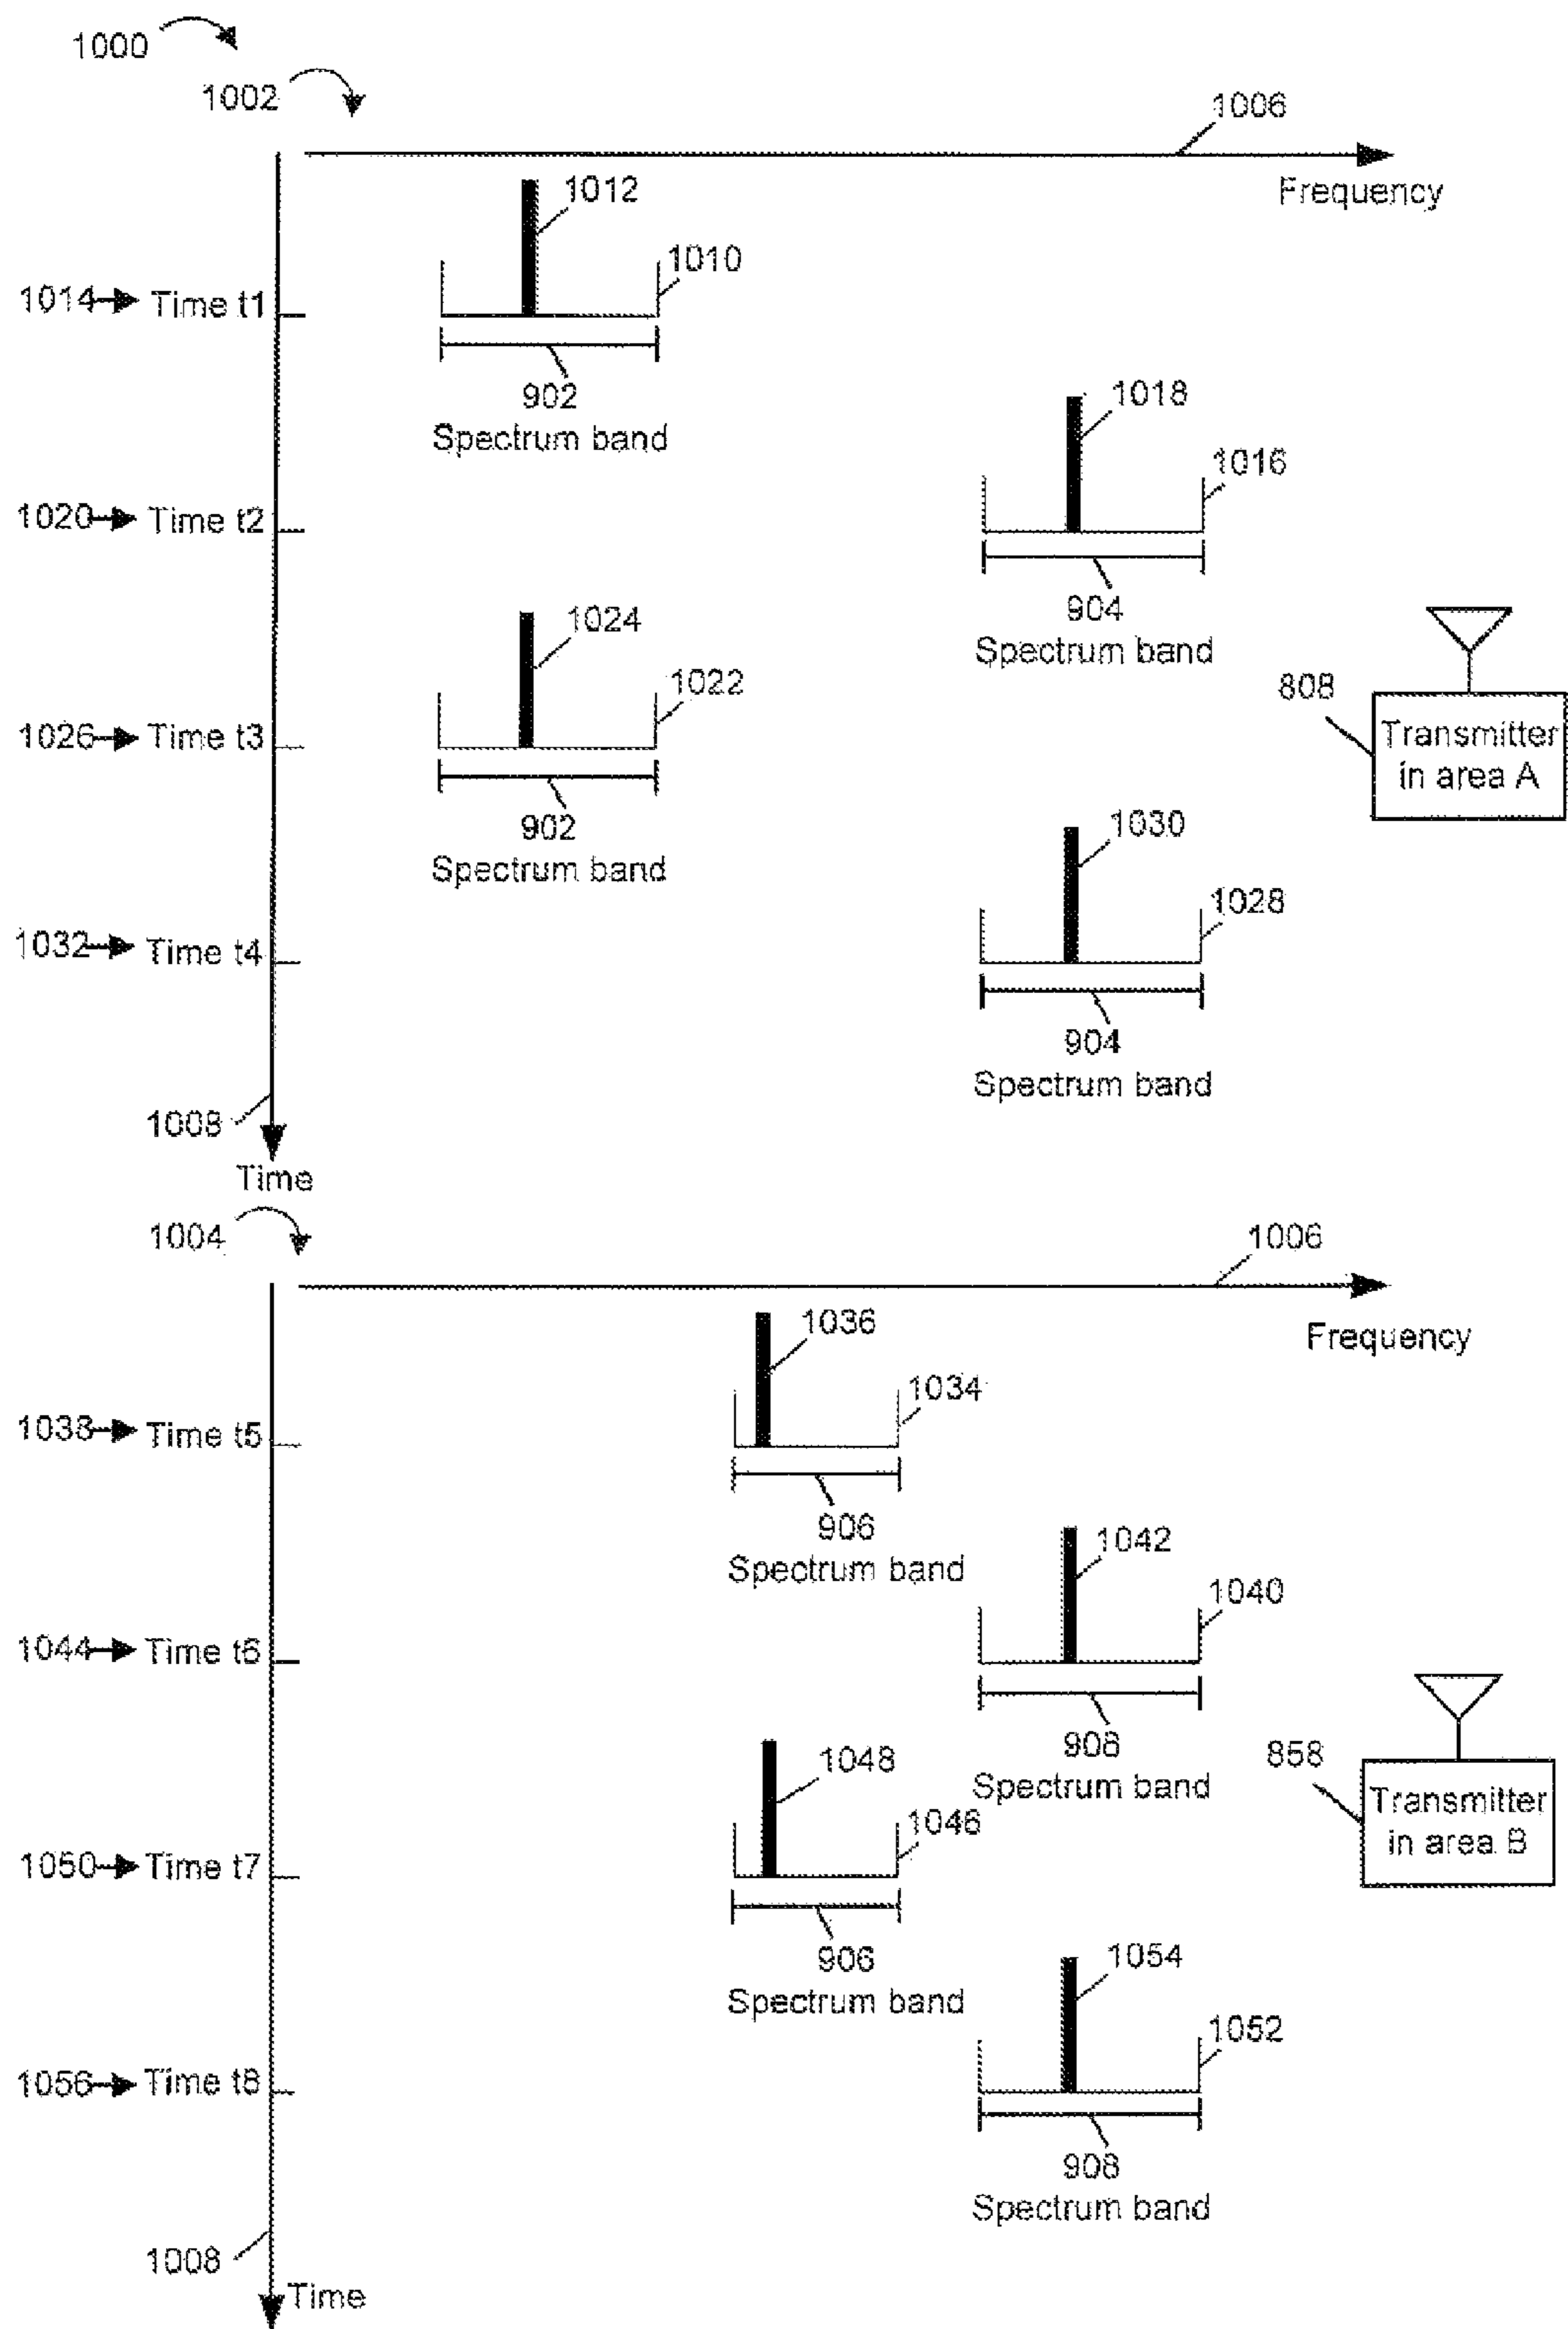 1000
1002
1006
Frequency
1012
1010
1014 Time t1
902
Spectrum band
1018
1016
1020 Time t2
904
Spectrum band
1024
1022
1026 Time t3
902
Spectrum band
808
Transmitter
in area A
1030
1028
1032 Time t4
904
Spectrum band
1008
Time
1004
1006
Frequency
1036
1034
1038 Time t5
906
Spectrum band
1042
1040
1044 Time t6
908
Spectrum band
858
Transmitter
in area B
1048
1046
1050 Time t7
906
Spectrum band
1054
1052
1056 Time t8
908
Spectrum band
1008
Time